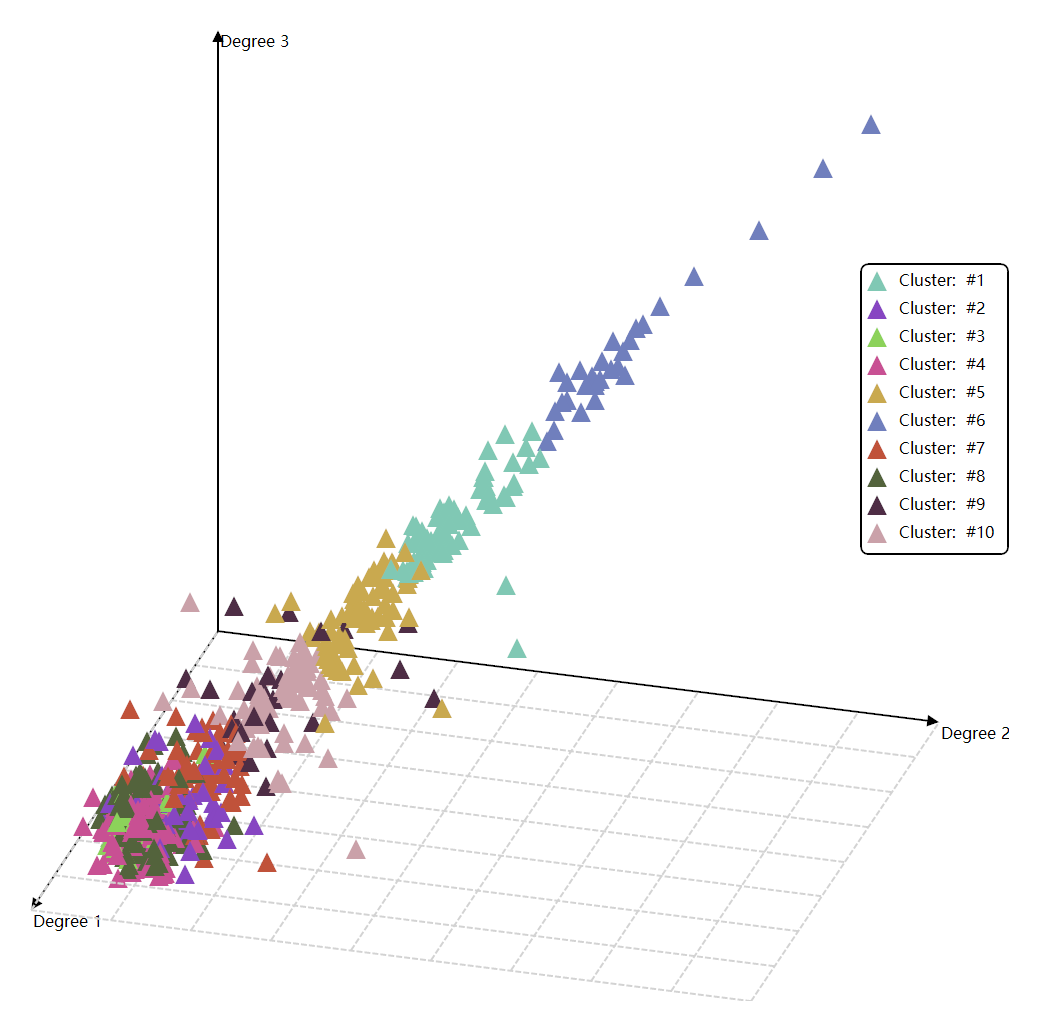 Degree 3
Cluster: #1
Cluster: #2
Cluster: #3
Cluster: #4
Cluster: #5
Cluster: #6
Cluster: #7
Cluster: #8
Cluster: #9
Cluster: #10
Degree 2
Degree 1